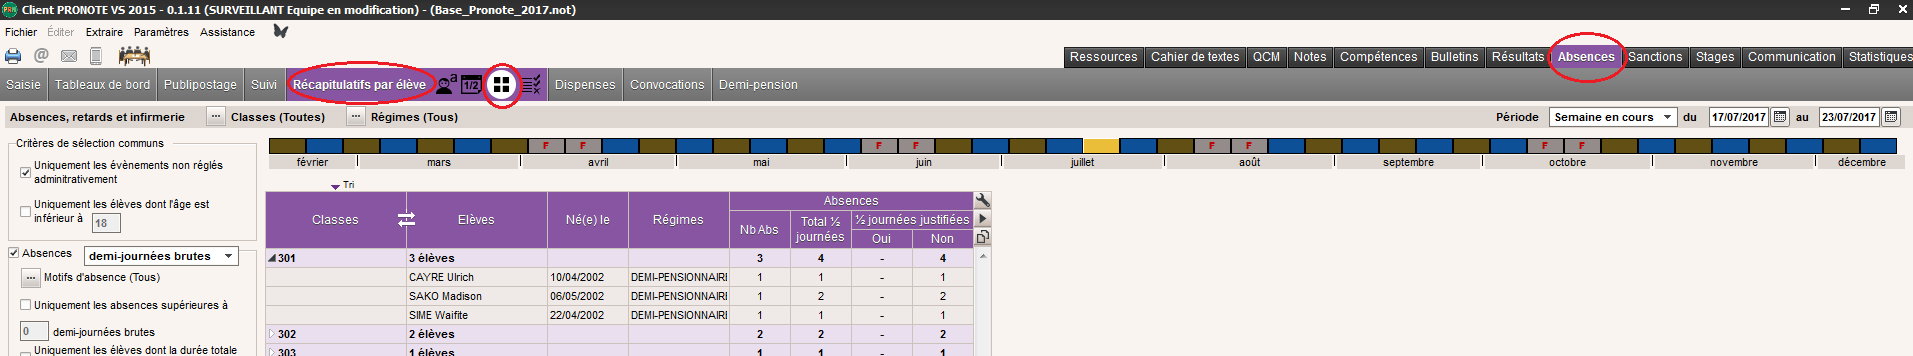 Client PRONOTE VS 2015 - 0.1.11 (SURVEILLANT Equipe en modification) - (Base_Pronote_2017.not)
Fichier Éditer Extraire Paramètres Assistance
Ressources Cahier de textes QCM Notes Compétences Bulletins Résultats Absences Sanctions Stages Communication Statistiques
Saisie Tableaux de bord Publipostage Suivi Récapitulatifs par élève a 1/2 Dispenses Convocations Demi-pension
Absences, retards et infirmerie ... Classes (Toutes) ... Régimes (Tous) Période Semaine en cours du 17/07/2017 au 23/07/2017
Critères de sélection communs
Uniquement les évènements non réglés adminitrativement
Uniquement les élèves dont l'âge est inférieur à 18
Absences demi-journées brutes
... Motifs d'absence (Tous)
Uniquement les absences supérieures à
0 demi-journées brutes
Uniquement les élèves dont la durée totale
F F F F F F F F
février mars avril mai juin juillet août septembre octobre novembre décembre
Tri
Classes Elèves Né(e) le Régimes Absences
Nb Abs Total ½ journées ½ journées justifiées
Oui Non
301 3 élèves 3 4 - 4
CAYRE Ulrich 10/04/2002 DEMI-PENSIONNAIRI 1 1 - 1
SAKO Madison 06/05/2002 DEMI-PENSIONNAIRI 1 2 - 2
SIME Waifite 22/04/2002 DEMI-PENSIONNAIRI 1 1 - 1
302 2 élèves 2 2 - 2
303 1 élèves 1 1 - 1